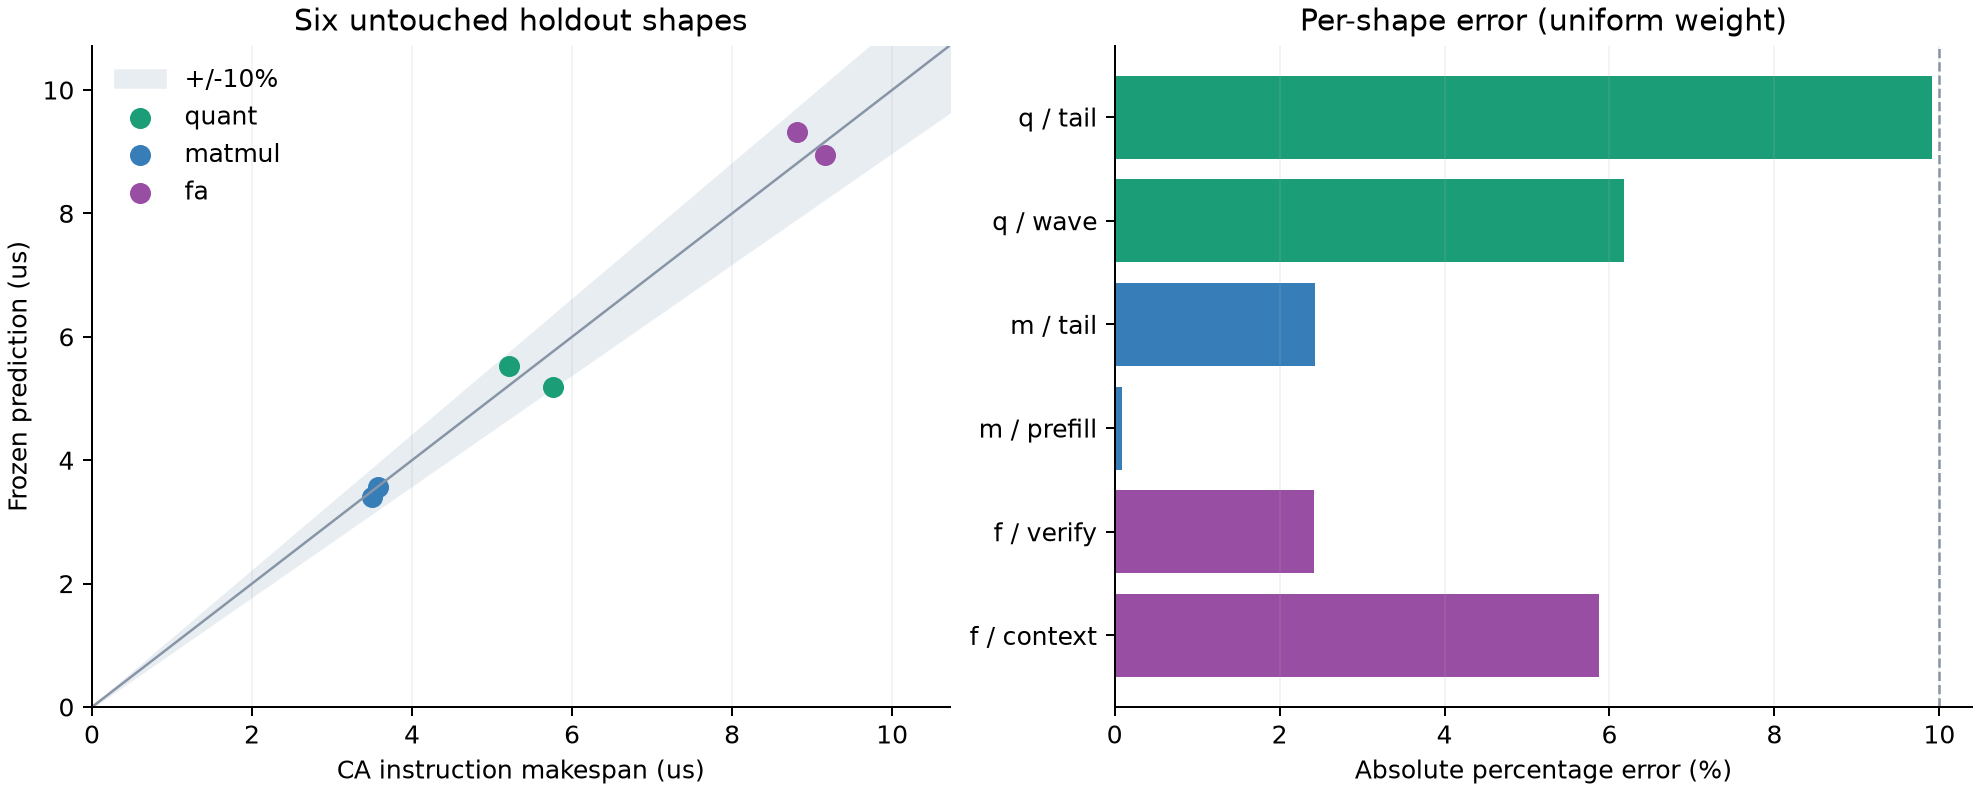 Six untouched holdout shapes
+/-10%
quant
matmul
fa
Frozen prediction (us)
10
8
6
4
2
0
0 2 4 6 8 10
CA instruction makespan (us)
Per-shape error (uniform weight)
q / tail
q / wave
m / tail
m / prefill
f / verify
f / context
0 2 4 6 8 10
Absolute percentage error (%)